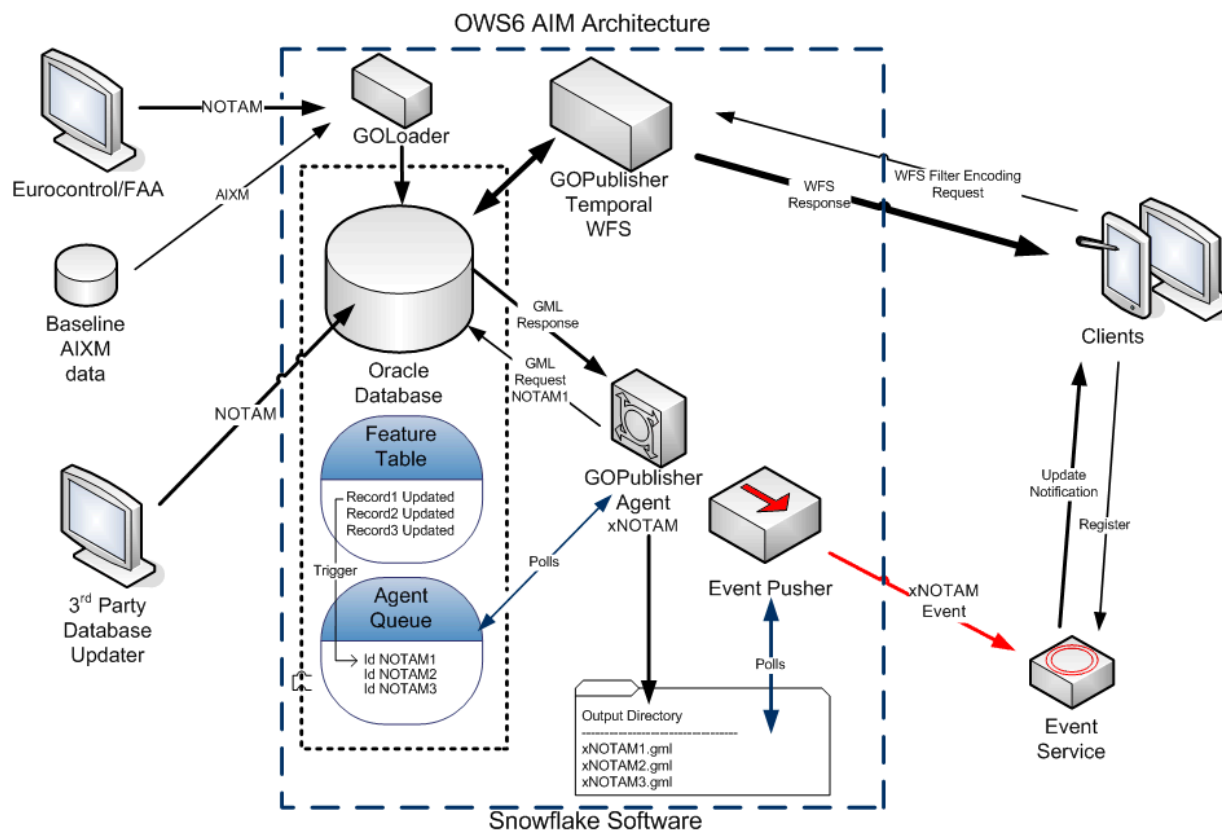 OWS6 AIM Architecture
NOTAM
GOLoader
Eurocontrol/FAA
AIXM
GOPublisher
Temporal
WFS
WFS Filter Encoding
Request
WFS
Response
Baseline
AIXM
data
Clients
GML
Response
Oracle
Database
GML
Request
NOTAM1
NOTAM
Feature
Table
Record1 Updated
Record2 Updated
Record3 Updated
GOPublisher
Agent
xNOTAM
Update
Notification
Register
Trigger
Polls
3rd Party
Database
Updater
Agent
Queue
Id NOTAM1
Id NOTAM2
Id NOTAM3
Event Pusher
xNOTAM
Event
Polls
Output Directory
-----------------------------------
xNOTAM1.gml
xNOTAM2.gml
xNOTAM3.gml
Event
Service
Snowflake Software